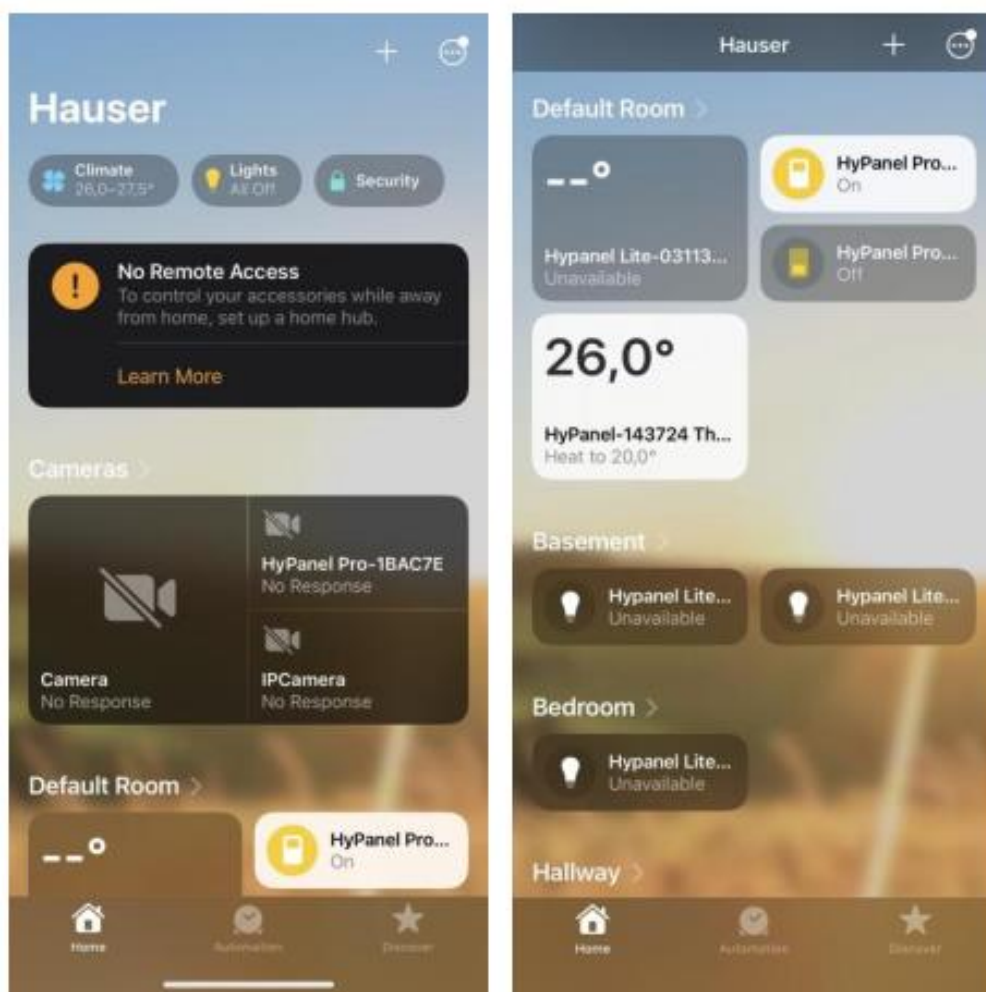 Hauser
Climate
26,0–27,5°
Lights
All Off
Security
No Remote Access
To control your accessories while away
from home, set up a home hub.
Learn More
Cameras
HyPanel Pro-1BAC7E
No Response
Camera
No Response
IPCamera
No Response
Default Room
--°
HyPanel Pro...
On
Home
Automation
Discover
Hauser
Default Room
--°
Hypanel Lite-03113...
Unavailable
HyPanel Pro...
On
HyPanel Pro...
Off
26,0°
HyPanel-143724 Th...
Heat to 20,0°
Basement
Hypanel Lite...
Unavailable
Hypanel Lite...
Unavailable
Bedroom
Hypanel Lite...
Unavailable
Hallway
Home
Automation
Discover